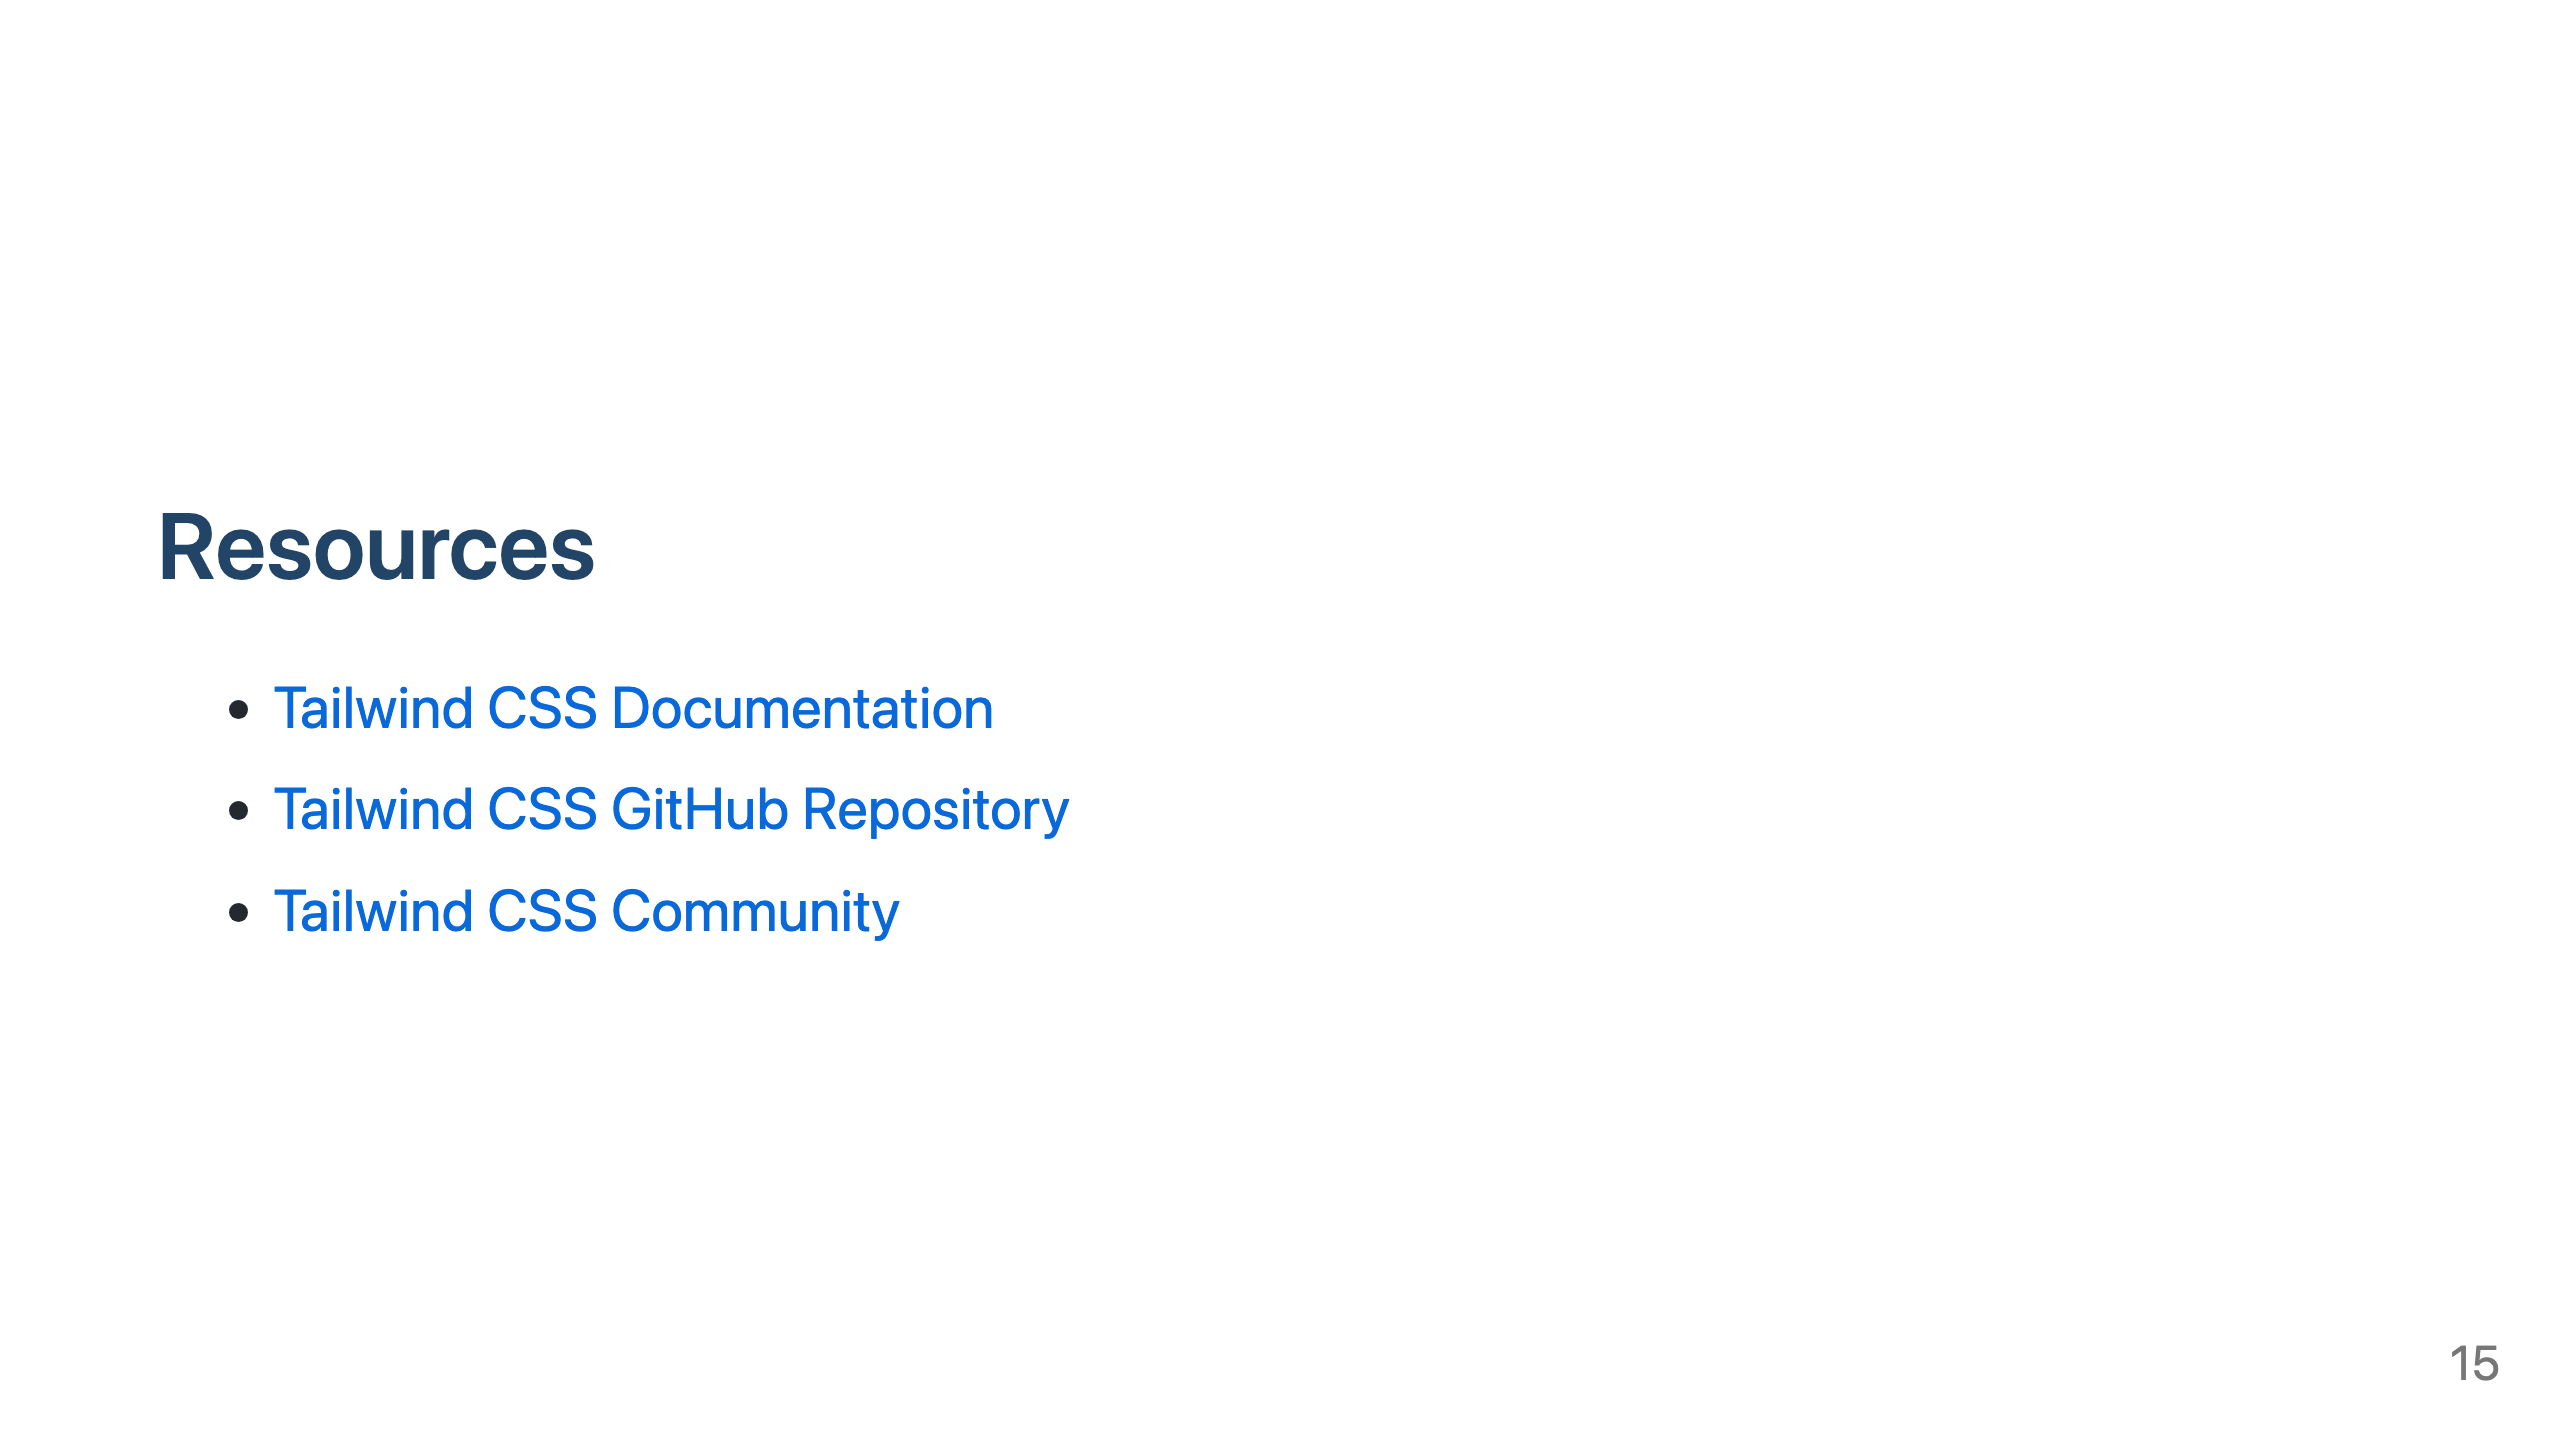 Resources
• Tailwind CSS Documentation
• Tailwind CSS GitHub Repository
• Tailwind CSS Community
15